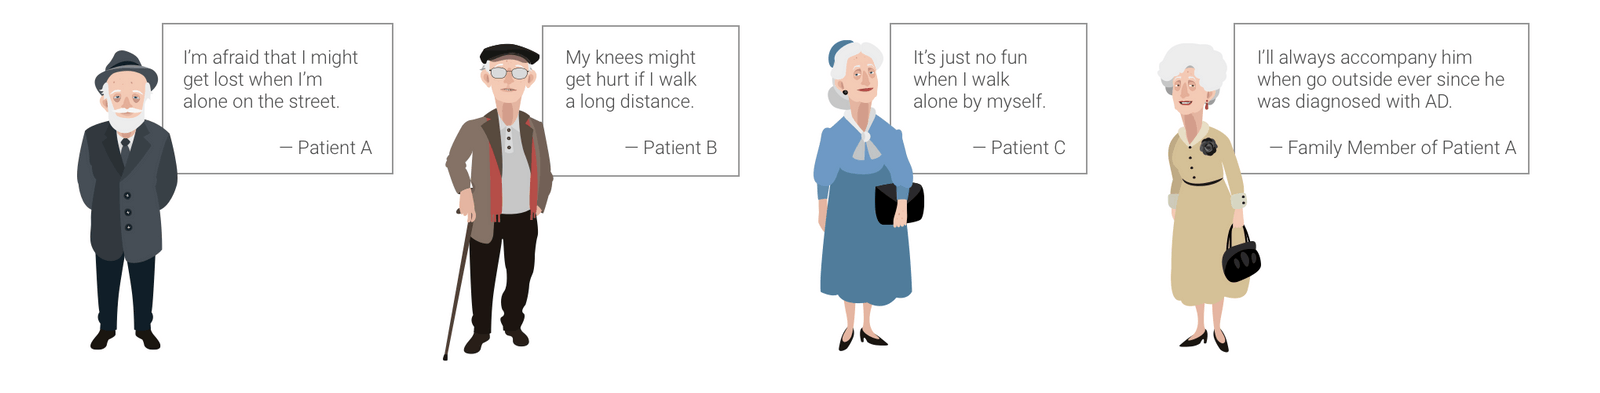 I'm afraid that I might
get lost when I'm
alone on the street.
— Patient A
My knees might
get hurt if I walk
a long distance.
— Patient B
It's just no fun
when I walk
alone by myself.
— Patient C
I'll always accompany him
when go outside ever since he
was diagnosed with AD.
— Family Member of Patient A